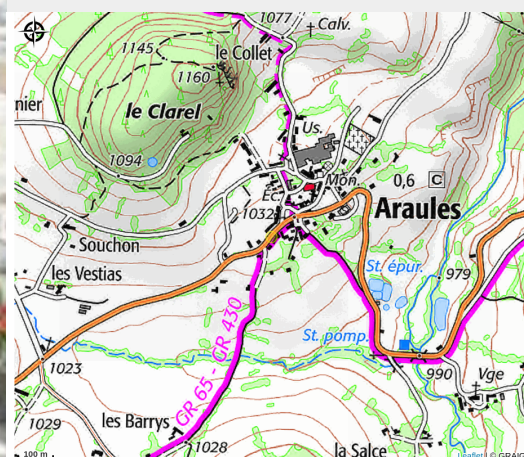 1077
Calv.
1145
le Collet
1160
nier
le Clarel
Us.
1094
Mon.
0,6 C
Éc.
1032
Araules
Souchon
St. épur.
les Vestias
979
GR 65 - GR 430
St. pomp.
1023
990
Vge
1029
les Barrys
1028
la Salce
100 m
Leaflet | © GRAIG